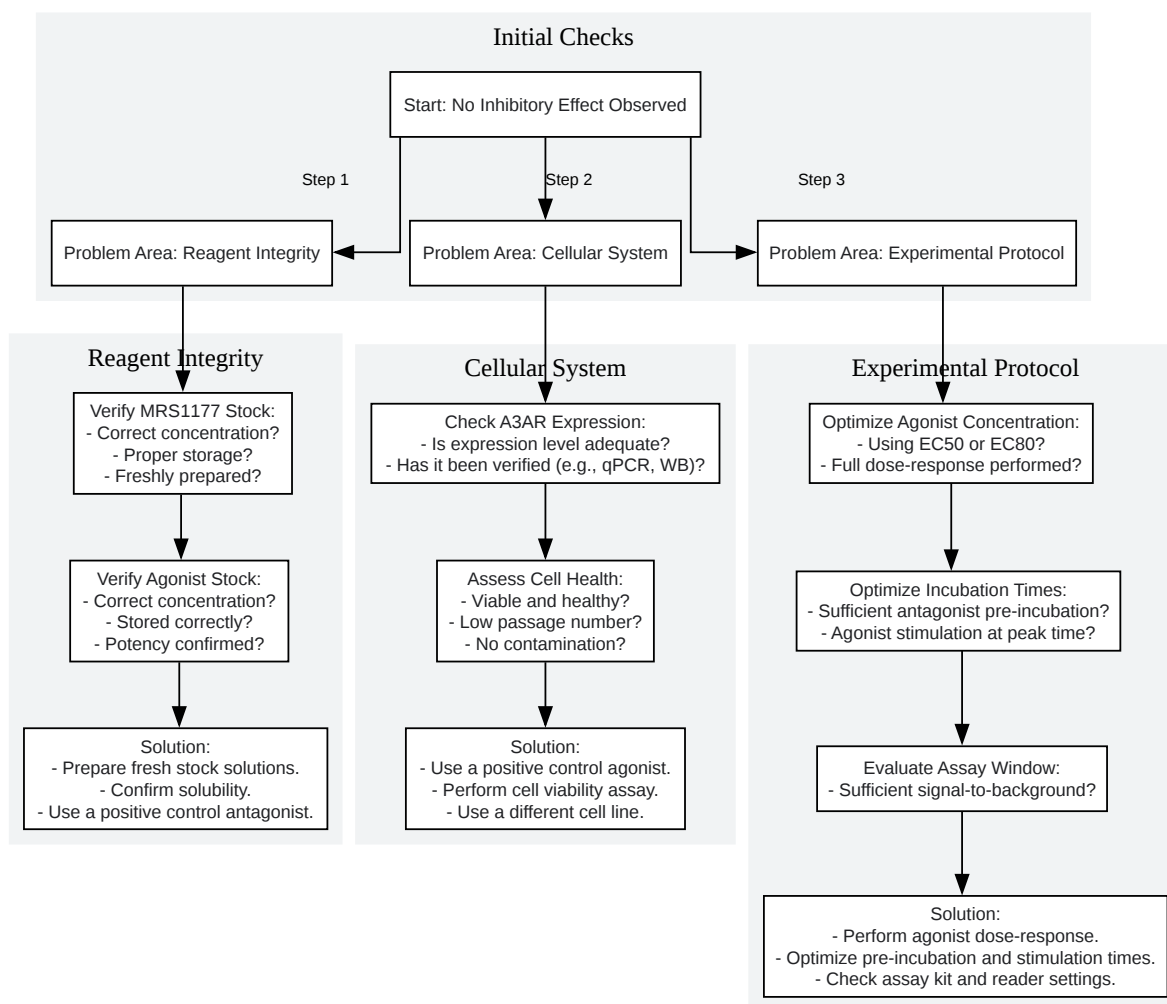 Initial Checks
Start: No Inhibitory Effect Observed
Step 1
Step 2
Step 3
Problem Area: Reagent Integrity
Problem Area: Cellular System
Problem Area: Experimental Protocol
Reagent Integrity
Verify MRS1177 Stock:
- Correct concentration?
- Proper storage?
- Freshly prepared?
Verify Agonist Stock:
- Correct concentration?
- Stored correctly?
- Potency confirmed?
Solution:
- Prepare fresh stock solutions.
- Confirm solubility.
- Use a positive control antagonist.
Cellular System
Check A3AR Expression:
- Is expression level adequate?
- Has it been verified (e.g., qPCR, WB)?
Assess Cell Health:
- Viable and healthy?
- Low passage number?
- No contamination?
Solution:
- Use a positive control agonist.
- Perform cell viability assay.
- Use a different cell line.
Experimental Protocol
Optimize Agonist Concentration:
- Using EC50 or EC80?
- Full dose-response performed?
Optimize Incubation Times:
- Sufficient antagonist pre-incubation?
- Agonist stimulation at peak time?
Evaluate Assay Window:
- Sufficient signal-to-background?
Solution:
- Perform agonist dose-response.
- Optimize pre-incubation and stimulation times.
- Check assay kit and reader settings.